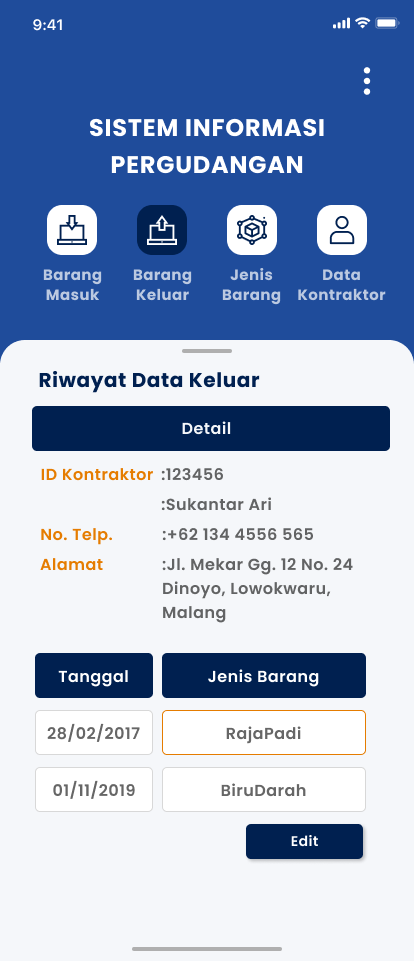 9:41
SISTEM INFORMASI
PERGUDANGAN
Barang Masuk
Barang Keluar
Jenis Barang
Data Kontraktor
Riwayat Data Keluar
Detail
ID Kontraktor :123456
:Sukantar Ari
No. Telp. :+62 134 4556 565
Alamat :Jl. Mekar Gg. 12 No. 24
Dinoyo, Lowokwaru,
Malang
Tanggal Jenis Barang
28/02/2017 RajaPadi
01/11/2019 BiruDarah
Edit